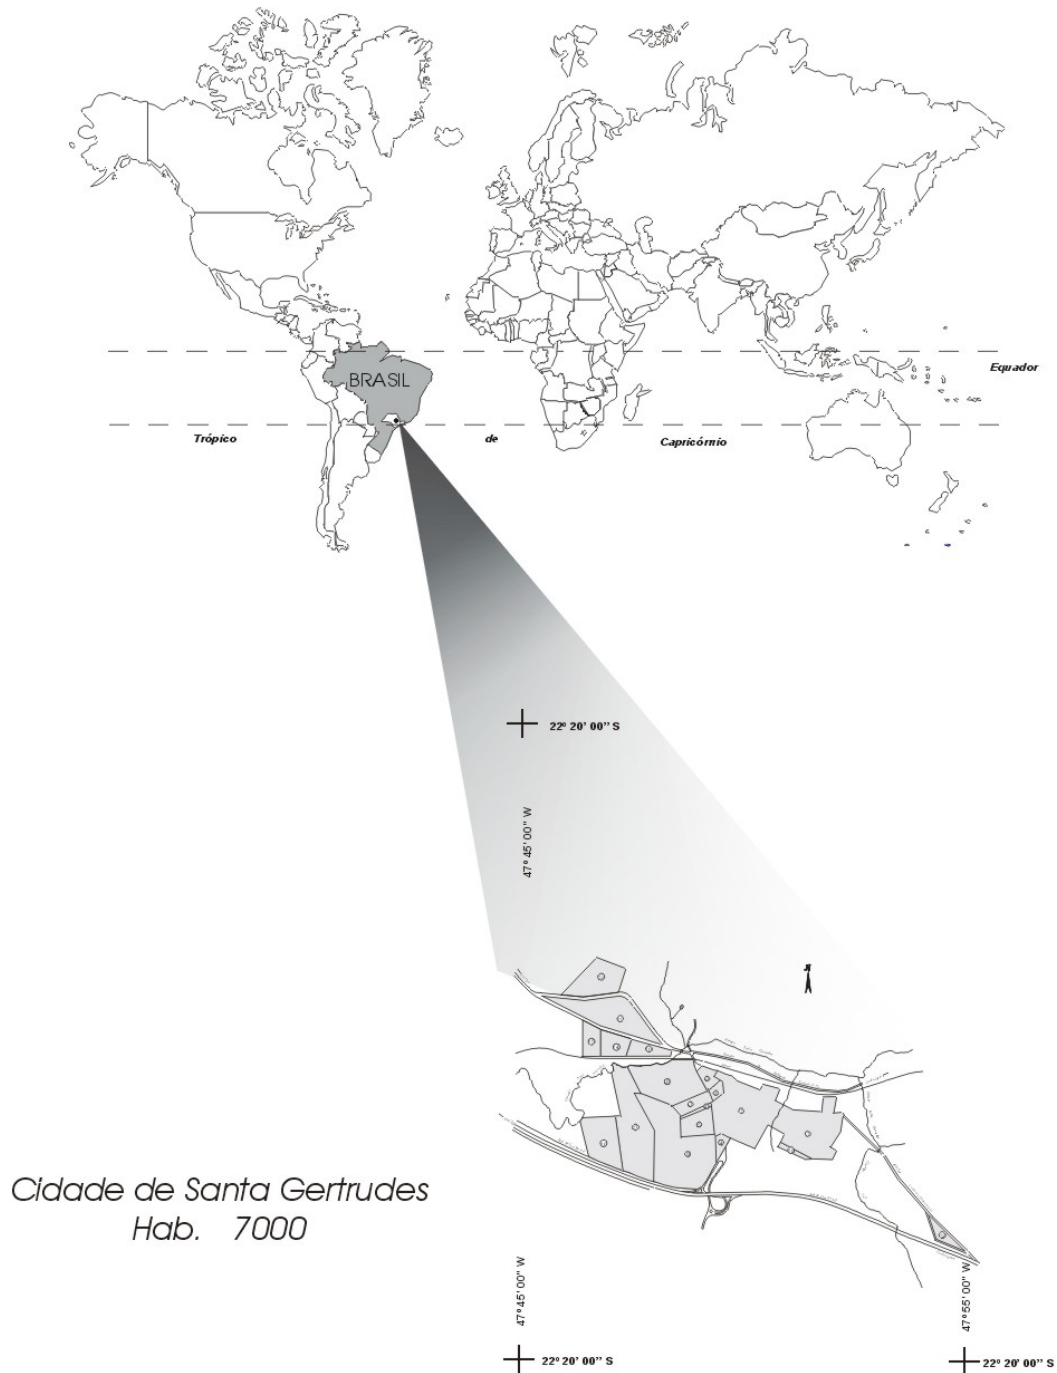 Equador
BRASIL
Trópico de Capricórnio
22º 20' 00'' S
47º 45' 00'' W
Cidade de Santa Gertrudes
Hab. 7000
47º 45' 00'' W
47º 55' 00'' W
22º 20' 00'' S
22º 20' 00'' S